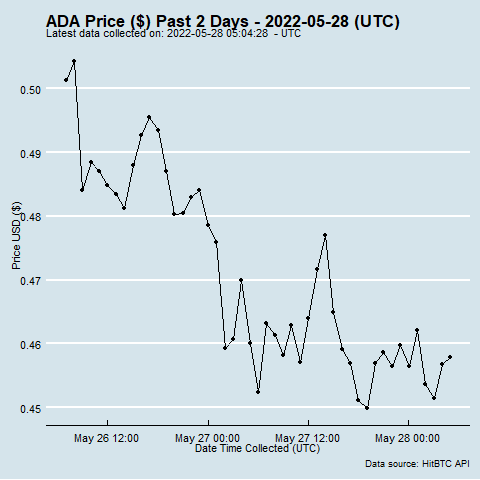 ADA Price ($) Past 2 Days - 2022-05-28 (UTC)
Latest data collected on: 2022-05-28 05:04:28 - UTC
Price USD ($)
0.50
0.49
0.48
0.47
0.46
0.45
May 26 12:00 May 27 00:00 May 27 12:00 May 28 00:00
Date Time Collected (UTC)
Data source: HitBTC API